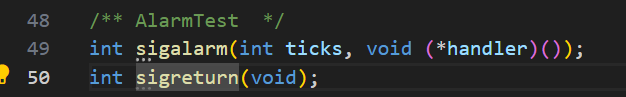 48 /** AlarmTest  */
49 int sigalarm(int ticks, void (*handler)());
50 int sigreturn(void);